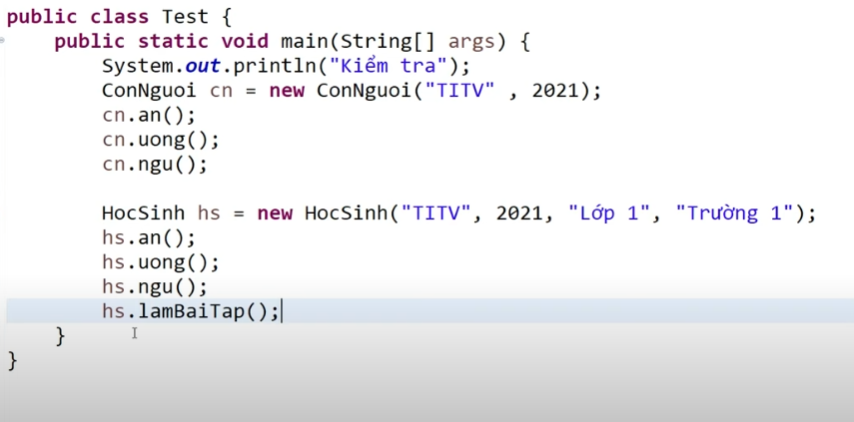 public class Test {
public static void main(String[] args) {
System.out.println("Kiểm tra");
ConNguoi cn = new ConNguoi("TITV" , 2021);
cn.an();
cn.uong();
cn.ngu();
HocSinh hs = new HocSinh("TITV", 2021, "Lớp 1", "Trường 1");
hs.an();
hs.uong();
hs.ngu();
hs.lamBaiTap();
}
}